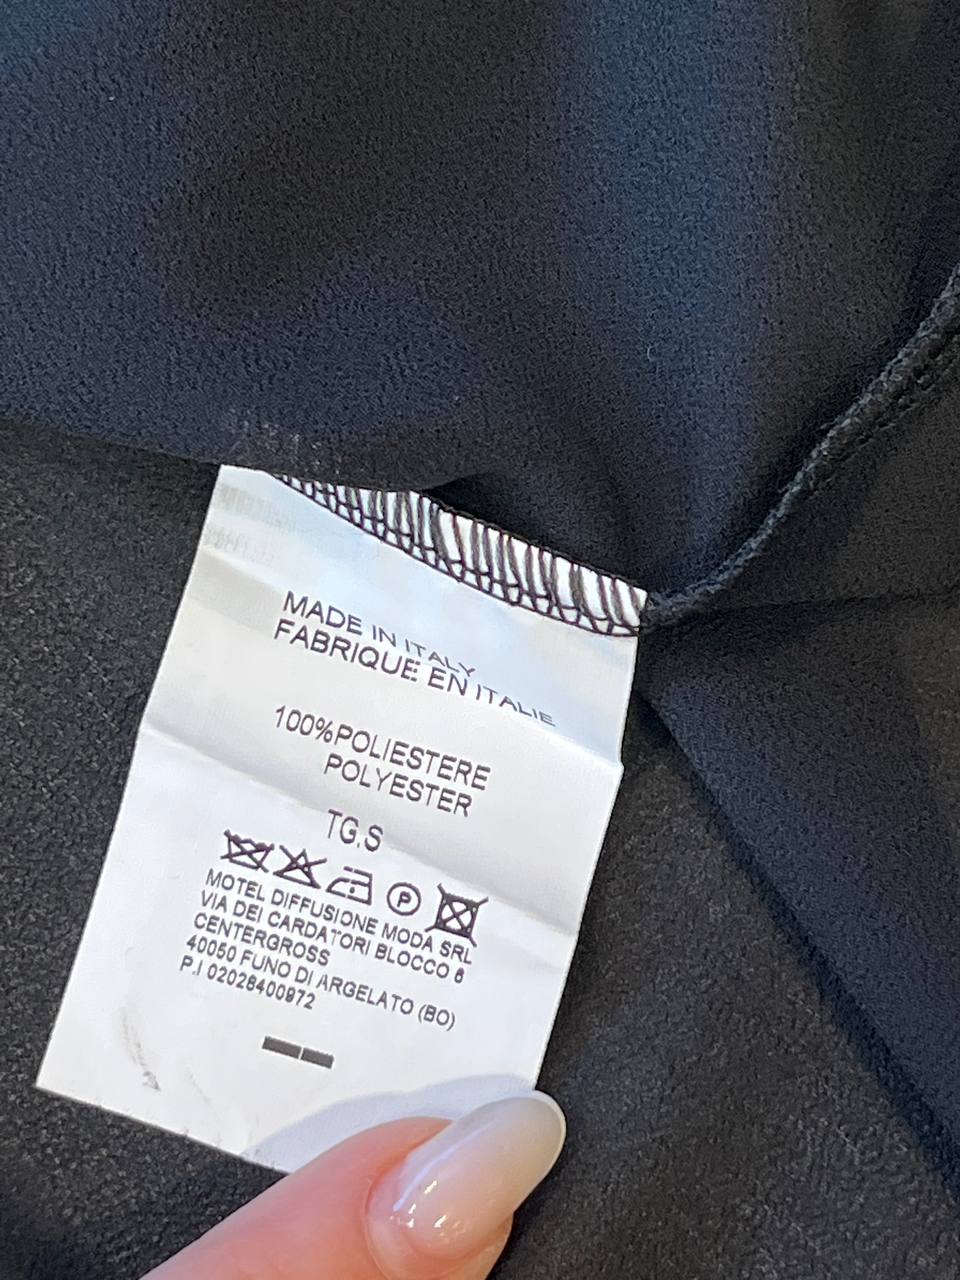 MADE IN ITALY
FABRIQUE EN ITALIE
100%POLIESTERE
POLYESTER
TG.S
P
MOTEL DIFFUSIONE MODA SRL
VIA DEI CARDATORI BLOCCO 6
CENTERGROSS
40050 FUNO DI ARGELATO (BO)
P.I 02028400972